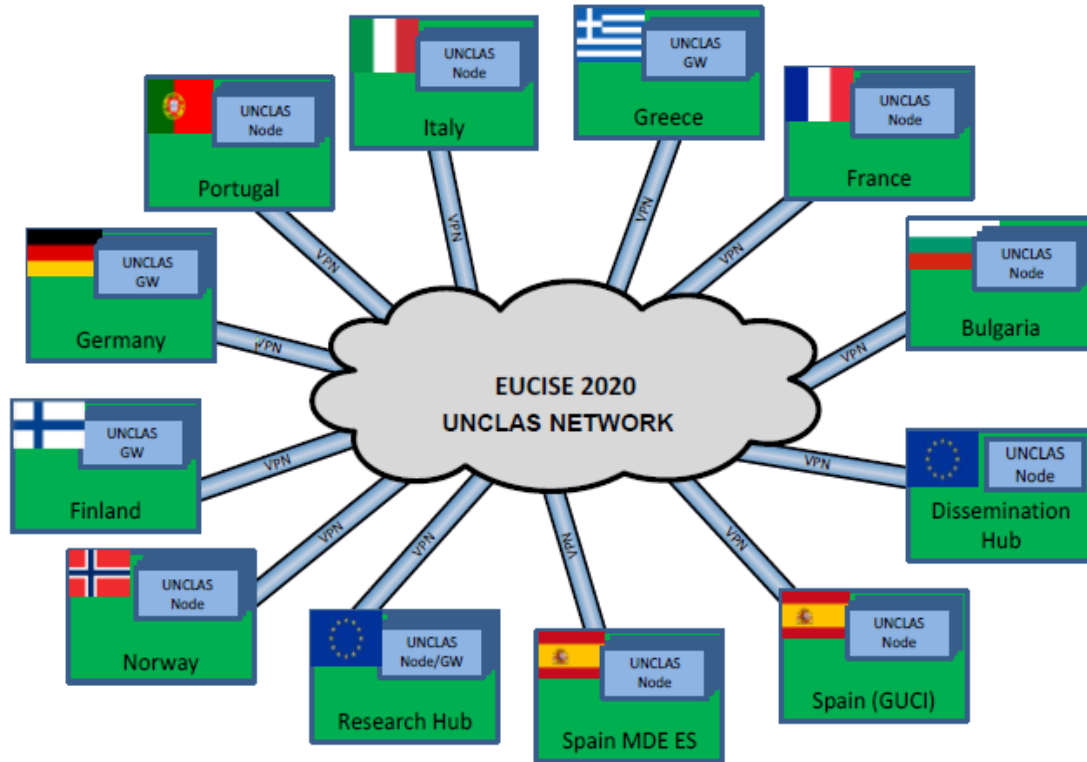 UNCLAS
Node
Italy
UNCLAS
GW
Greece
UNCLAS
Node
Portugal
UNCLAS
Node
France
UNCLAS
GW
Germany
UNCLAS
Node
Bulgaria
VPN
VPN
VPN
VPN
VPN
VPN
EUCISE 2020
UNCLAS NETWORK
UNCLAS
GW
Finland
VPN
VPN
UNCLAS
Node
Dissemination
Hub
UNCLAS
Node
Norway
VPN
VPN
VPN
VPN
UNCLAS
Node/GW
Research Hub
UNCLAS
Node
Spain MDE ES
UNCLAS
Node
Spain (GUCI)